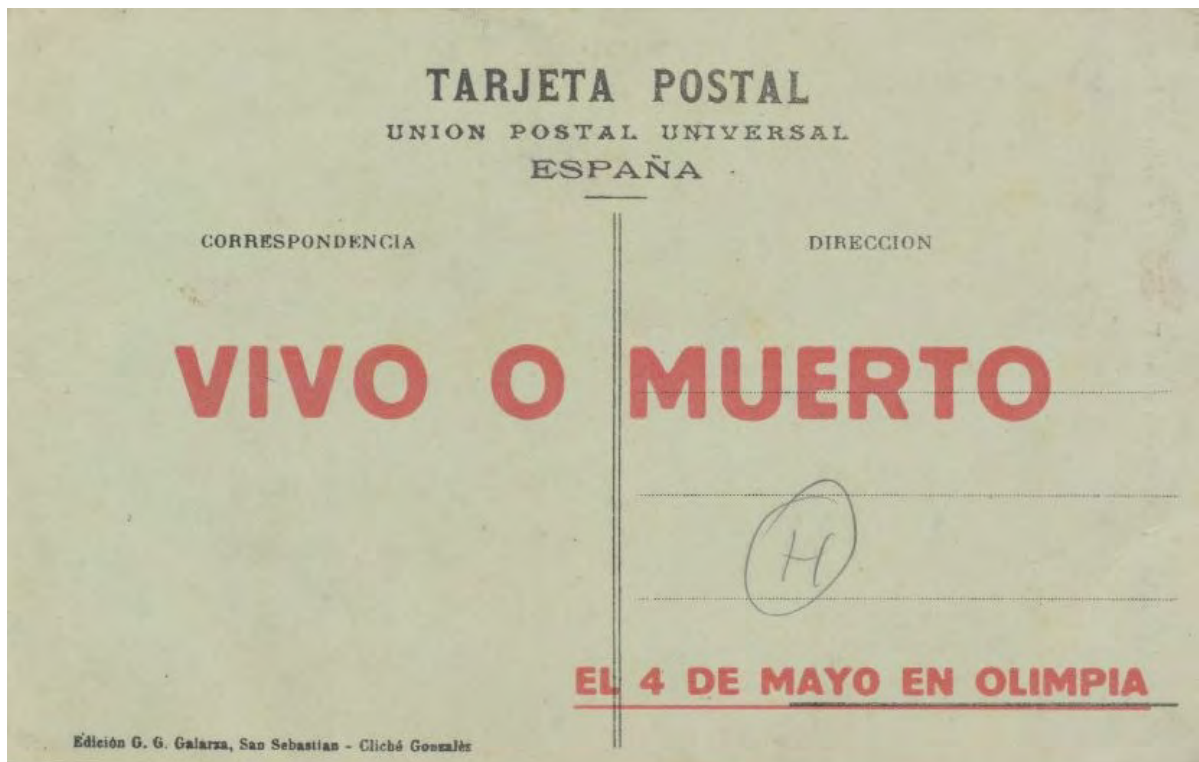 TARJETA POSTAL
UNION POSTAL UNIVERSAL
ESPAÑA
CORRESPONDENCIA
DIRECCION
VIVO O MUERTO
H
EL 4 DE MAYO EN OLIMPIA
Edición G. G. Galarza, San Sebastian - Cliché Gonzalèz